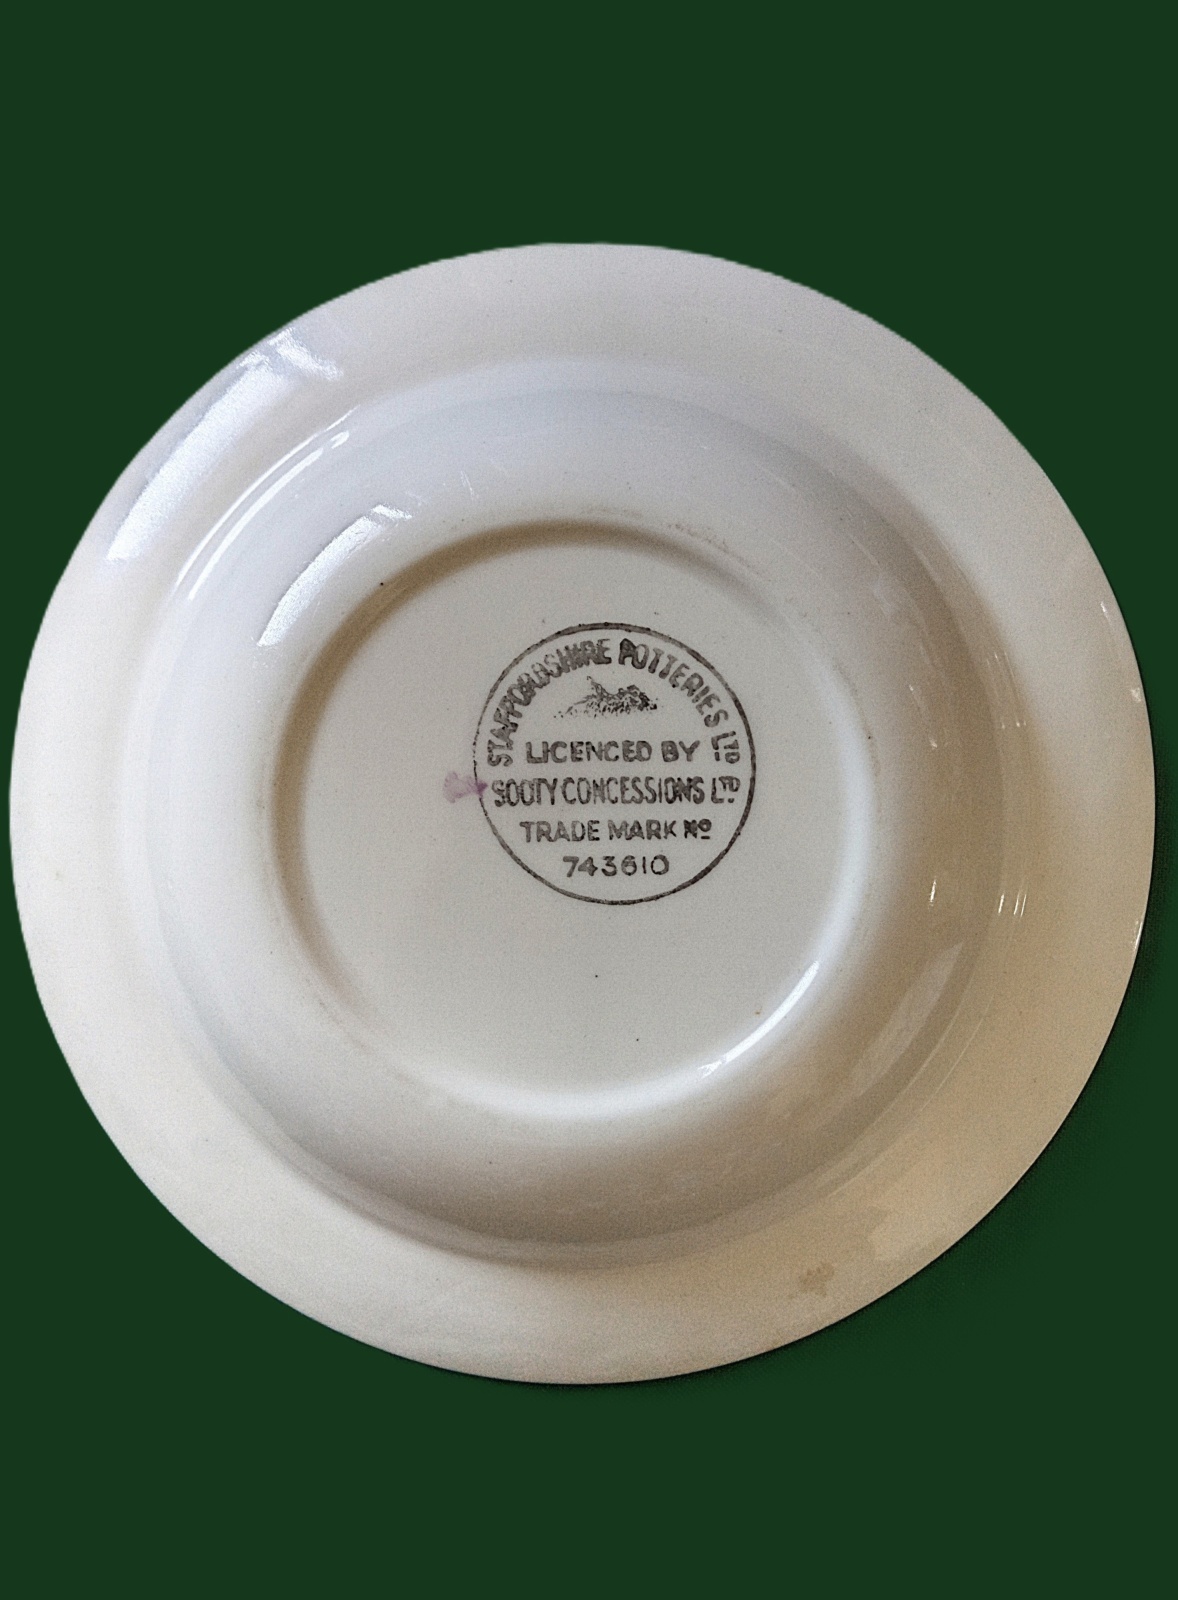 STAFFORDSHIRE POTTERIES LTD
LICENCED BY
SOOTY CONCESSIONS LTD
TRADE MARK No
743610